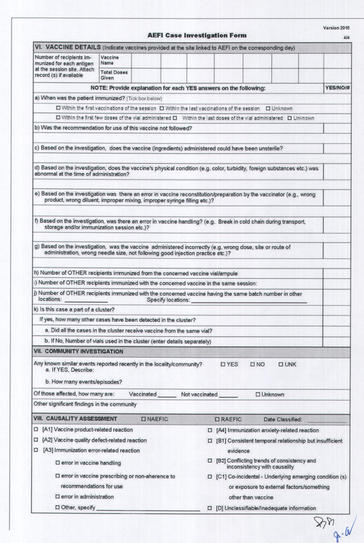 Version 2018
4/4
AEFI Case Investigation Form
VI. VACCINE DETAILS (Indicate vaccines provided at the site linked to AEFI on the corresponding day)
Number of recipients immunized for each antigen at the session site. Attach record (s) if available
Vaccine Name
Total Doses Given
NOTE: Provide explanation for each YES answers on the following:
YES/NO/#
a) When was the patient immunized? (Tick box below)
☐ Within the first vaccinations of the session ☐ Within the last vaccinations of the session ☐ Unknown
☐ Within the first few doses of the vial administered ☐ Within the last doses of the vial administered ☐ Unknown
b) Was the recommendation for use of this vaccine not followed?
c) Based on the investigation, does the vaccine (ingredients) administered could have been unsterile?
d) Based on the investigation, does the vaccine's physical condition (e.g. color, turbidity, foreign substances etc.) was
abnormal at the time of administration?
e) Based on the investigation was there an error in vaccine reconstitution/preparation by the vaccinator (e.g., wrong
product, wrong diluent, improper mixing, improper syringe filling etc.)?
f) Based on the investigation, was there an error in vaccine handling? (e.g. Break in cold chain during transport,
storage and/or immunization session etc.)?
g) Based on the investigation, was the vaccine administered incorrectly (e.g. wrong dose, site or route of
administration, wrong needle size, not following good injection practice etc.)?
h) Number of OTHER recipients immunized from the concerned vaccine vial/ampule
i) Number of OTHER recipients immunized with the concerned vaccine in the same session:
j) Number of OTHER recipients immunized with the concerned vaccine having the same batch number in other
locations: Specify locations:
k) Is this case a part of a cluster?
If yes, how many other cases have been detected in the cluster?
a. Did all the cases in the cluster receive vaccine from the same vial?
b. If No, Number of vials used in the cluster (enter details separately)
VII. COMMUNITY INVESTIGATION
Any known similar events reported recently in the locality/community? ☐ YES ☐ NO ☐ UNK
a. If YES, Describe:
b. How many events/episodes?
Of those affected, how many are: Vaccinated Not vaccinated ☐ Unknown
Other significant findings in the community
VIII. CAUSALITY ASSESSMENT ☐ NAEFIC ☐ RAEFIC Date Classified:
☐ [A1] Vaccine product-related reaction
☐ [A2] Vaccine quality defect-related reaction
☐ [A3] Immunization error-related reaction
☐ error in vaccine handling
☐ error in vaccine prescribing or non-adherence to
recommendations for use
☐ error in administration
☐ Other, specify
☐ [A4] Immunization anxiety-related reaction
☐ [B1] Consistent temporal relationship but insufficient
evidence
☐ [B2] Conflicting trends of consistency and
inconsistency with causality
☐ [C1] Co-incidental - Underlying emerging condition (s)
or exposure to external factors/something
other than vaccine
☐ [D] Unclassifiable/Inadequate information